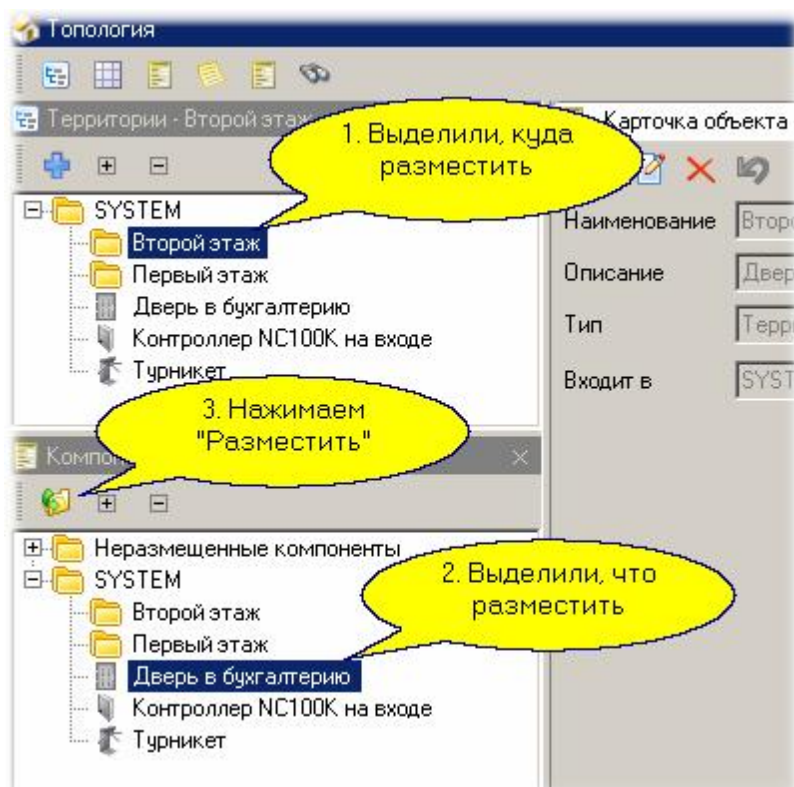 Топология
Территории - Второй этаж
1. Выделили, куда
разместить
Карточка объекта
SYSTEM
Второй этаж
Первый этаж
Дверь в бухгалтерию
Контроллер NC100K на входе
Турникет
Наименование
Описание
Тип
Входит в
3. Нажимаем
"Разместить"
Неразмещенные компоненты
SYSTEM
Второй этаж
Первый этаж
Дверь в бухгалтерию
Контроллер NC100K на входе
Турникет
2. Выделили, что
разместить